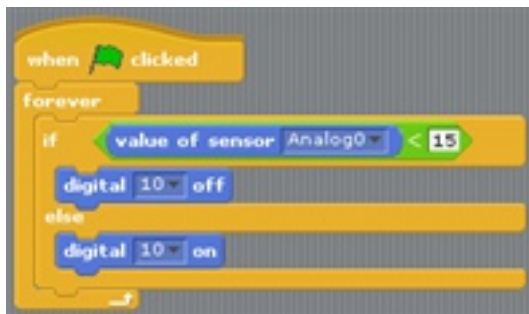 when clicked
forever
if value of sensor Analog0 < 15
digital 10 off
else
digital 10 on